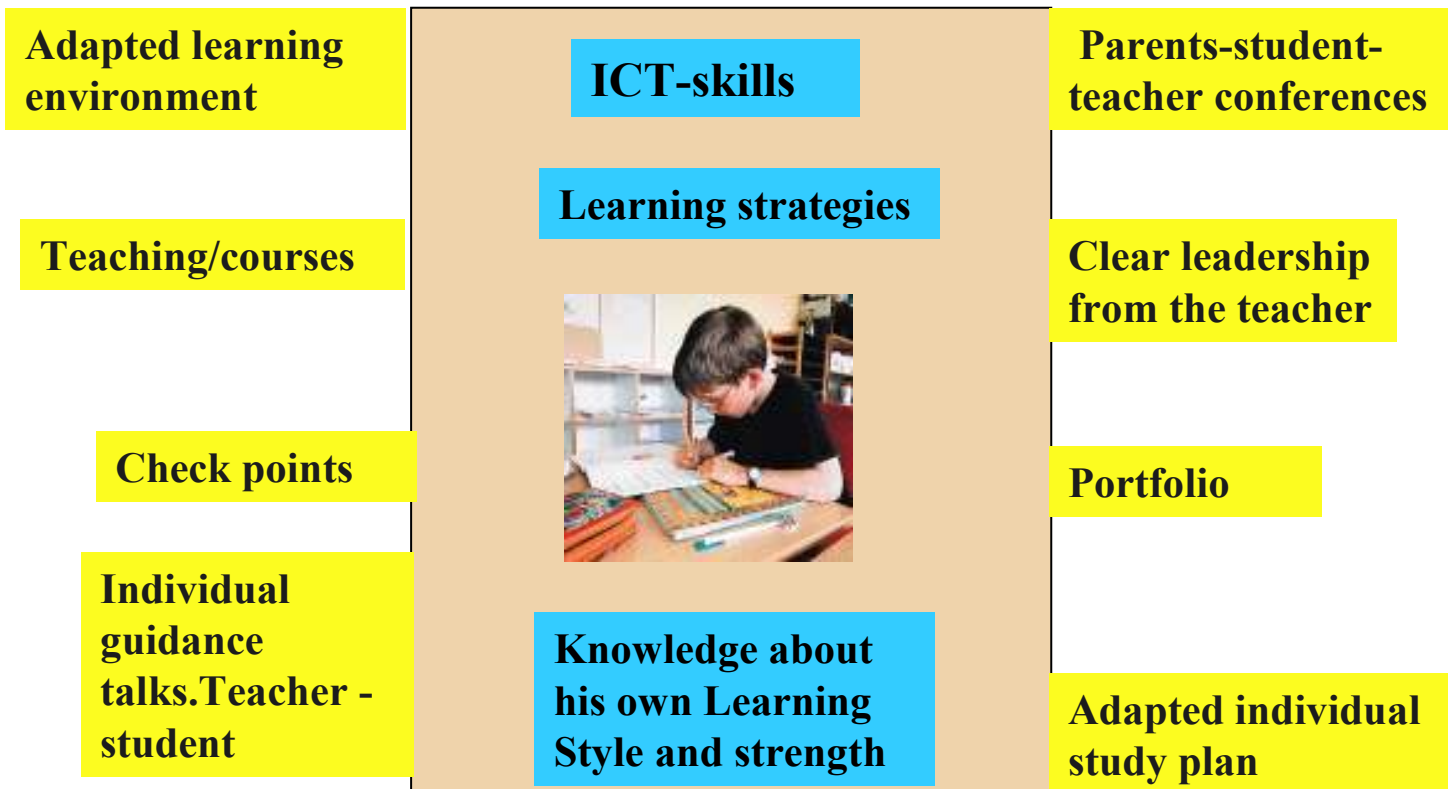 Adapted learning
environment
Teaching/courses
Check points
Individual
guidance
talks.Teacher -
student
ICT-skills
Learning strategies
Knowledge about
his own Learning
Style and strength
Parents-student-
teacher conferences
Clear leadership
from the teacher
Portfolio
Adapted individual
study plan